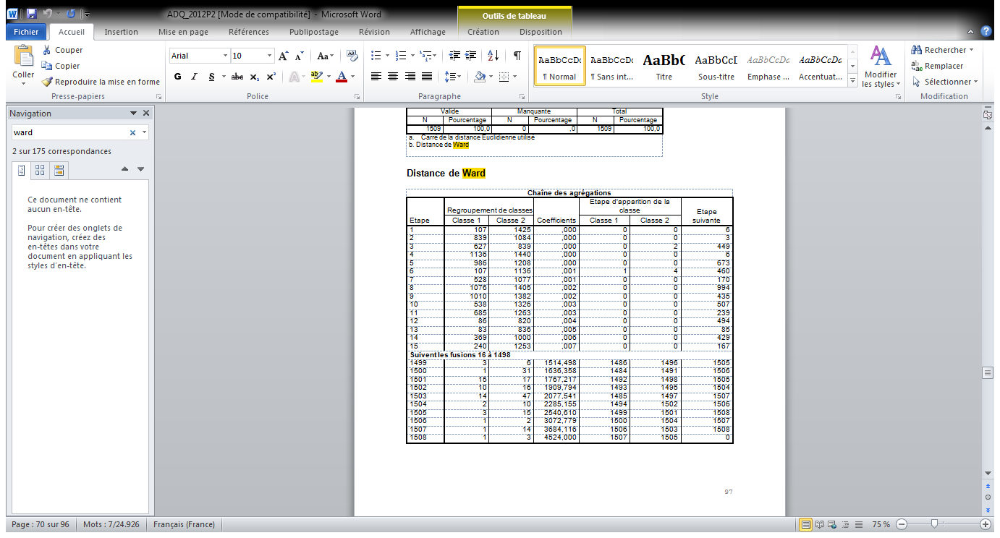 ADQ_2012P2 [Mode de compatibilité] - Microsoft Word
Outils de tableau
Fichier Accueil Insertion Mise en page Références Publipostage Révision Affichage Création Disposition
Coller
Couper
Copier
Reproduire la mise en forme
Presse-papiers
Arial 10
G I S abc x₂ x²
Police
Paragraphe
AaBbCcDc AaBbCcDc AaBbC AaBbCcI AaBbCcDc AaBbCcDc
¶ Normal ¶ Sans int... Titre Sous-titre Emphase ... Accentuat...
Modifier
les styles
Style
Rechercher
Remplacer
Sélectionner
Modification
Navigation
ward
2 sur 175 correspondances
Ce document ne contient
aucun en-tête.
Pour créer des onglets de
navigation, créez des
en-têtes dans votre
document en appliquant les
styles d'en-tête.
Valide Manquante Total
N Pourcentage N Pourcentage N Pourcentage
1509 100,0 0 ,0 1509 100,0
a. Carré de la distance Euclidienne utilisé
b. Distance de Ward
Distance de Ward
Chaîne des agrégations
Etape Regroupement de classes Coefficients Etape d'apparition de la classe Etape suivante
Classe 1 Classe 2 Classe 1 Classe 2
1 107 1425 ,000 0 0 6
2 839 1084 ,000 0 0 3
3 627 839 ,000 0 2 449
4 1136 1440 ,000 0 0 6
5 986 1208 ,000 0 0 673
6 107 1136 ,001 1 4 460
7 528 1077 ,001 0 0 170
8 1076 1405 ,002 0 0 994
9 1010 1382 ,002 0 0 435
10 538 1326 ,003 0 0 507
11 685 1263 ,003 0 0 239
12 86 820 ,004 0 0 494
13 83 836 ,005 0 0 85
14 369 1000 ,006 0 0 429
15 240 1253 ,007 0 0 167
Suivent les fusions 16 à 1498
1499 3 6 1514,498 1486 1496 1505
1500 1 31 1636,358 1484 1491 1506
1501 15 17 1767,217 1492 1498 1505
1502 10 16 1909,794 1493 1495 1504
1503 14 47 2077,541 1485 1497 1507
1504 2 10 2285,155 1494 1502 1506
1505 3 15 2540,610 1499 1501 1508
1506 1 2 3072,779 1500 1504 1507
1507 1 14 3684,116 1506 1503 1508
1508 1 3 4524,000 1507 1505 0
97
Page : 70 sur 96 Mots : 7/24.926 Français (France) 75 %